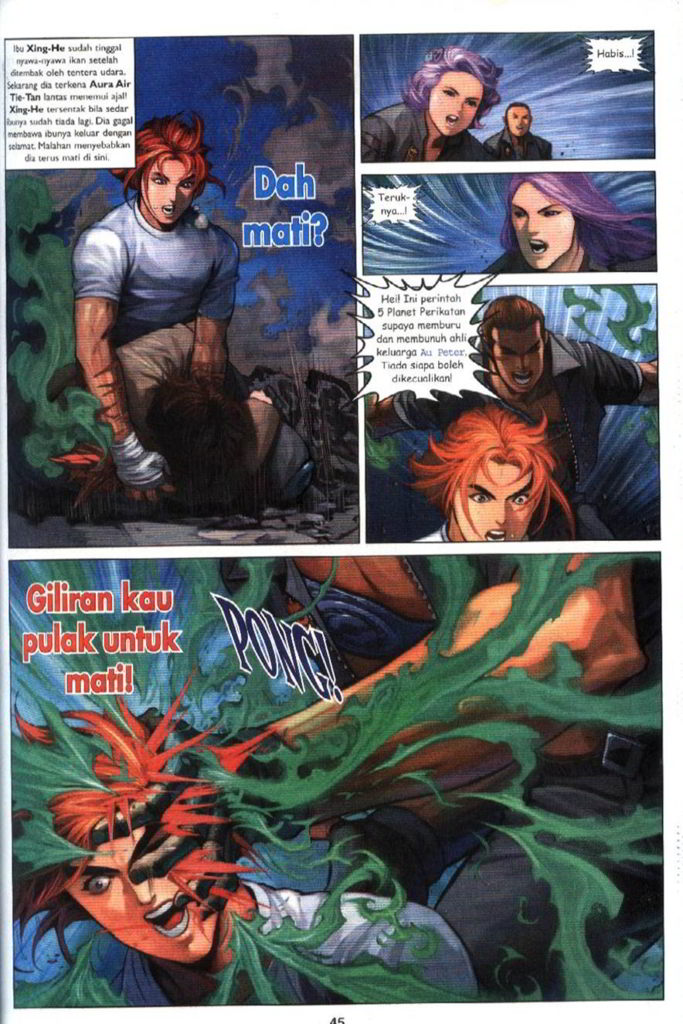 Ibu Xing-He sudah tinggal
nyawa-nyawa ikan setelah
ditembak oleh tentera udara.
Sekarang dia terkena Aura Air
Tie-Tan lantas menemui ajal!
Xing-He tersentak bila sedar
ibunya sudah tiada lagi. Dia gagal
membawa ibunya keluar dengan
selamat. Malahan menyebabkan
dia terus mati di sini.
Dah
mati?
Habis...!
Teruk-
nya...!
Hei! Ini perintah
5 Planet Perikatan
supaya memburu
dan membunuh ahli
keluarga Au Peter.
Tiada siapa boleh
dikecualikan!
Giliran kau
pulak untuk
mati!
PONG!
45